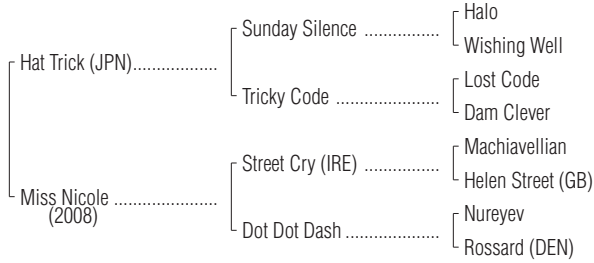 Halo
Sunday Silence
Wishing Well
Hat Trick (JPN)
Lost Code
Tricky Code
Dam Clever
Machiavellian
Street Cry (IRE)
Helen Street (GB)
Miss Nicole
(2008)
Nureyev
Dot Dot Dash
Rossard (DEN)